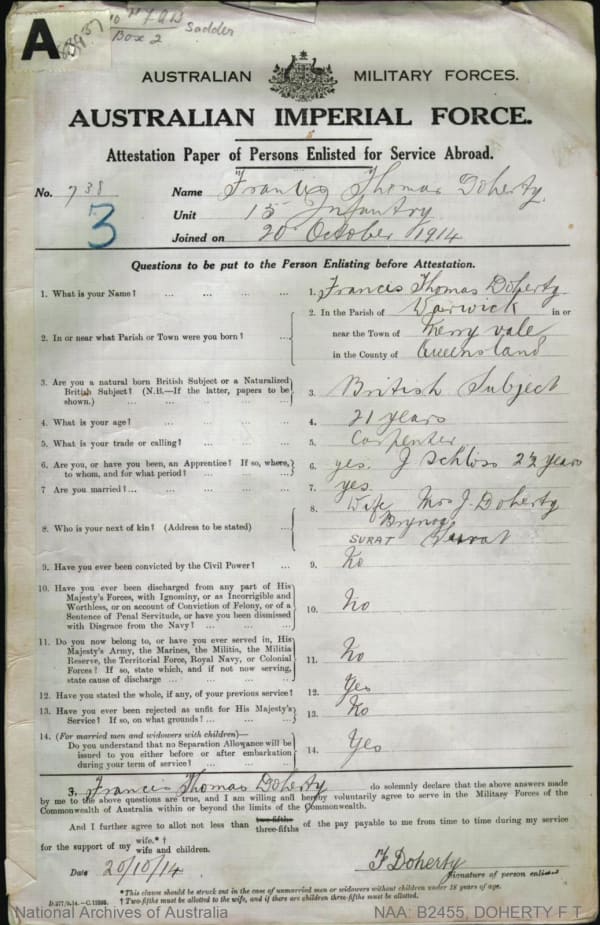 A
Box 2
Sadder
AUSTRALIAN MILITARY FORCES.
AUSTRALIAN IMPERIAL FORCE.
Attestation Paper of Persons Enlisted for Service Abroad.
No. 738 Name Francis Thomas Doherty
3 Unit 15 Infantry
Joined on 20 October 1914
Questions to be put to the Person Enlisting before Attestation.
1. What is your Name? ... ... ... ... 1. Francis Thomas Doherty
2. In or near what Parish or Town were you born? ... 2. In the Parish of Warwick in or
near the Town of Merryvale
in the County of Queensland
3. Are you a natural born British Subject or a Naturalized
British Subject? (N.B.—If the latter, papers to be
shown.) ... ... ... ... ... 3. British Subject
4. What is your age? ... ... ... ... 4. 21 years
5. What is your trade or calling? ... ... ... 5. Carpenter
6. Are you, or have you been, an Apprentice? If so, where,
to whom, and for what period? ... ... ... 6. yes. J Schloss 2½ years
7 Are you married? ... ... ... ... ... 7. yes.
8. Who is your next of kin? (Address to be stated) ... 8. Wife Mrs J. Doherty
SURAT Surat
9. Have you ever been convicted by the Civil Power? ... 9. No
10. Have you ever been discharged from any part of His
Majesty's Forces, with Ignominy, or as Incorrigible and
Worthless, or on account of Conviction of Felony, or of a
Sentence of Penal Servitude, or have you been dismissed
with Disgrace from the Navy? ... ... ... 10. No
11. Do you now belong to, or have you ever served in, His
Majesty's Army, the Marines, the Militia, the Militia
Reserve, the Territorial Force, Royal Navy, or Colonial
Forces? If so, state which, and if not now serving,
state cause of discharge ... ... ... ... 11. No
12. Have you stated the whole, if any, of your previous service? 12. Yes
13. Have you ever been rejected as unfit for His Majesty's
Service? If so, on what grounds? ... ... ... 13. No
14. (For married men and widowers with children)—
Do you understand that no Separation Allowance will be
issued to you either before or after embarkation
during your term of service? ... ... ... 14. Yes
I, Francis Thomas Doherty do solemnly declare that the above answers made
by me to the above questions are true, and I am willing and hereby voluntarily agree to serve in the Military Forces of the
Commonwealth of Australia within or beyond the limits of the Commonwealth.
And I further agree to allot not less than two-fifths three-fifths of the pay payable to me from time to time during my service
for the support of my wife.* † wife and children.
Date 20/10/14 F Doherty
Signature of person enlisted
*This clause should be struck out in the case of unmarried men or widowers without children under 18 years of age.
† Two-fifths must be allotted to the wife, and if there are children three-fifths must be allotted.
National Archives of Australia NAA: B2455, DOHERTY F T